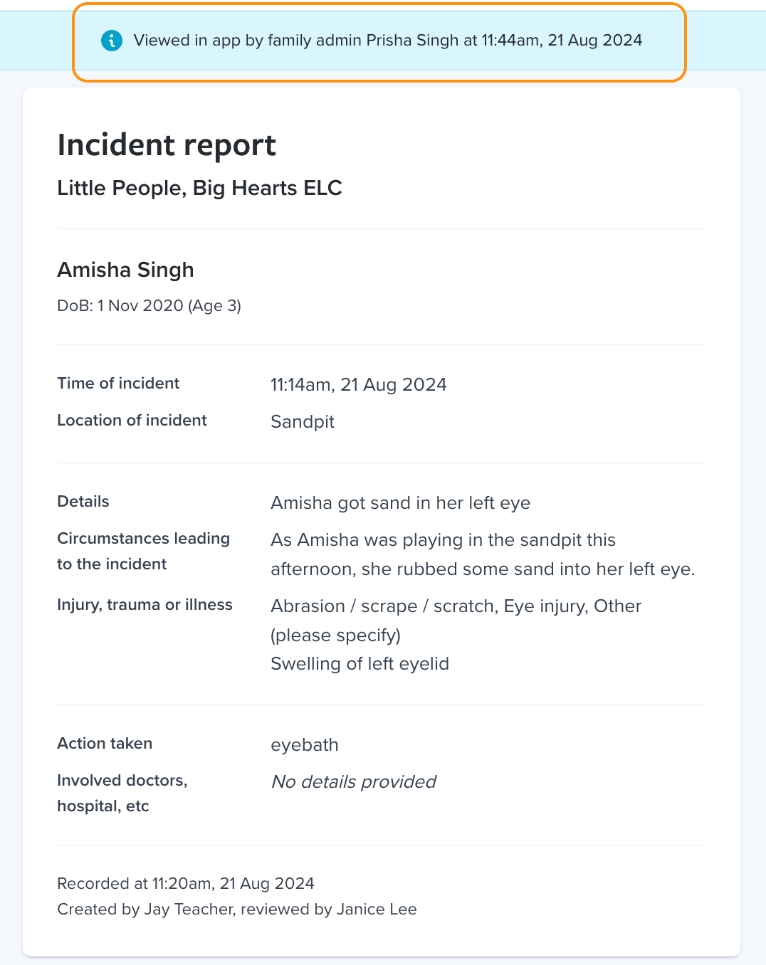 Viewed in app by family admin Prisha Singh at 11:44am, 21 Aug 2024
Incident report
Little People, Big Hearts ELC
Amisha Singh
DoB: 1 Nov 2020 (Age 3)
Time of incident 11:14am, 21 Aug 2024
Location of incident Sandpit
Details Amisha got sand in her left eye
Circumstances leading
to the incident
As Amisha was playing in the sandpit this
afternoon, she rubbed some sand into her left eye.
Injury, trauma or illness
Abrasion / scrape / scratch, Eye injury, Other
(please specify)
Swelling of left eyelid
Action taken eyebath
Involved doctors,
hospital, etc
No details provided
Recorded at 11:20am, 21 Aug 2024
Created by Jay Teacher, reviewed by Janice Lee